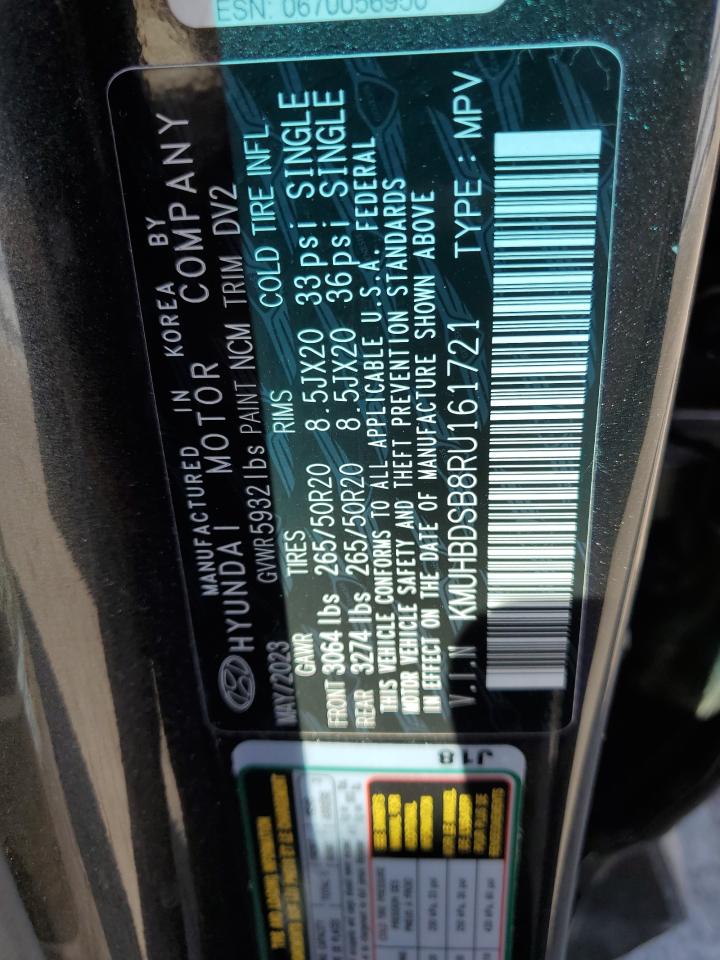 ESN: 0670056950
MANUFACTURED IN KOREA BY
HYUNDAI MOTOR COMPANY
MAY/2023 GVWR 5932 lbs PAINT NCM TRIM DV2
GAWR TIRES RIMS COLD TIRE INFL
FRONT 3064 lbs 265/50R20 8.5JX20 33psi SINGLE
REAR 3274 lbs 265/50R20 8.5JX20 36psi SINGLE
THIS VEHICLE CONFORMS TO ALL APPLICABLE U.S.A. FEDERAL
MOTOR VEHICLE SAFETY AND THEFT PREVENTION STANDARDS
IN EFFECT ON THE DATE OF MANUFACTURE SHOWN ABOVE
V.I.N KMUHBDSB8RU161721 TYPE : MPV
J18